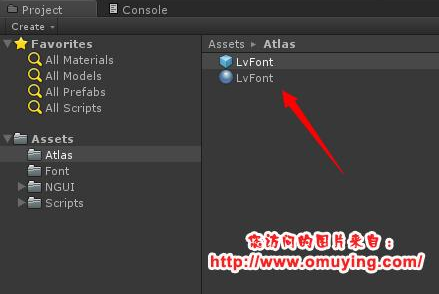 Project
Console
Create
Favorites
All Materials
All Models
All Prefabs
All Scripts
Assets
Atlas
Font
NGUI
Scripts
Assets ▸ Atlas
LvFont
LvFont
您访问的图片来自：
http://www.omuying.com/